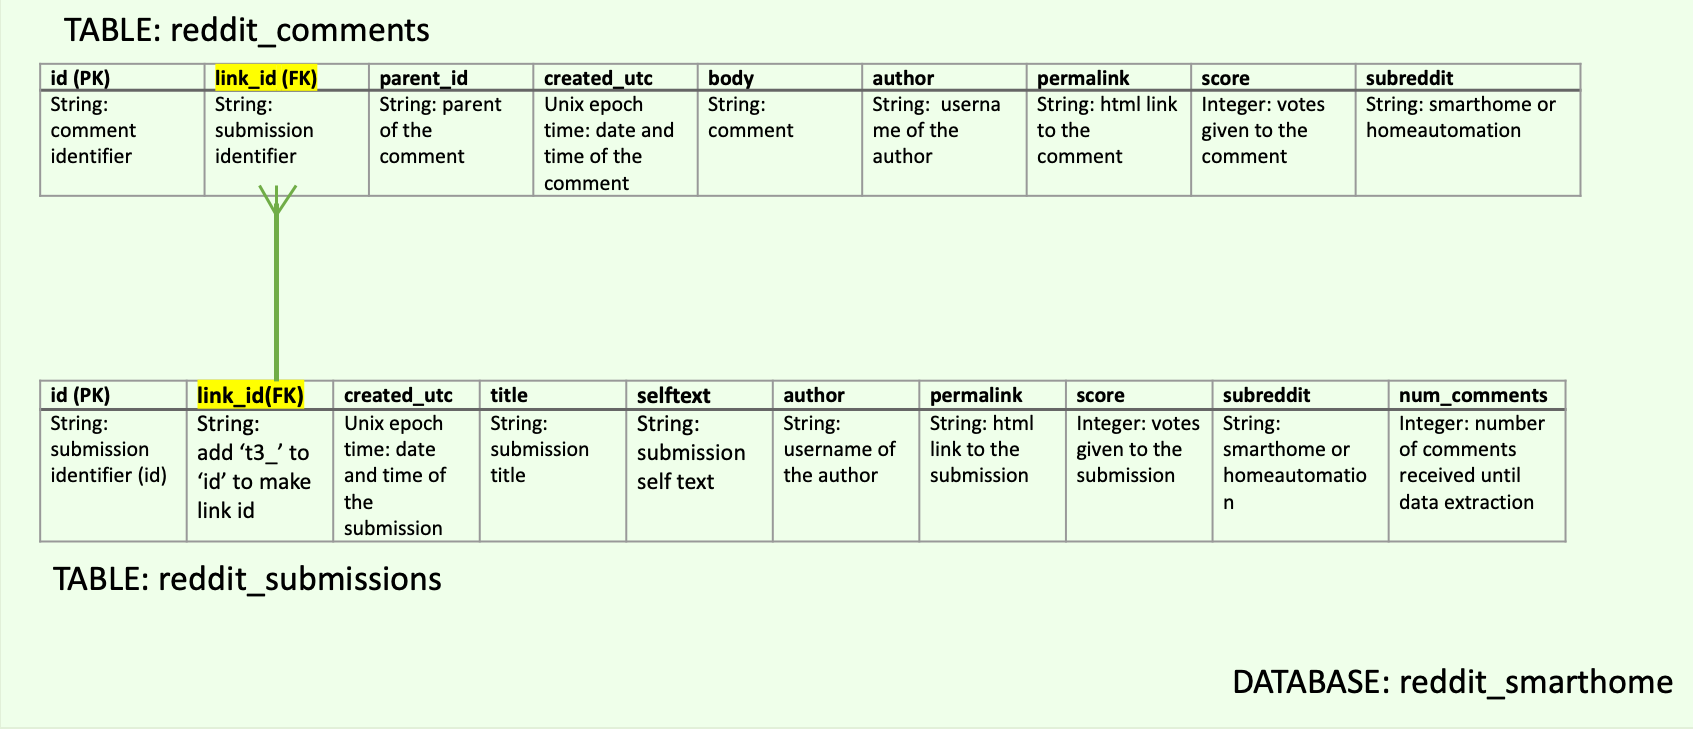 TABLE: reddit_comments
id (PK) link_id (FK) parent_id created_utc body author permalink score subreddit
String: comment identifier
String: submission identifier
String: parent of the comment
Unix epoch time: date and time of the comment
String: comment
String:  userna me of the author
String: html link to the comment
Integer: votes given to the comment
String: smarthome or homeautomation
id (PK) link_id(FK) created_utc title selftext author permalink score subreddit num_comments
String: submission identifier (id)
String: add ‘t3_’ to ‘id’ to make link id
Unix epoch time: date and time of the submission
String: submission title
String: submission self text
String: username of the author
String: html link to the submission
Integer: votes given to the submission
String: smarthome or homeautomatio n
Integer: number of comments received until data extraction
TABLE: reddit_submissions
DATABASE: reddit_smarthome